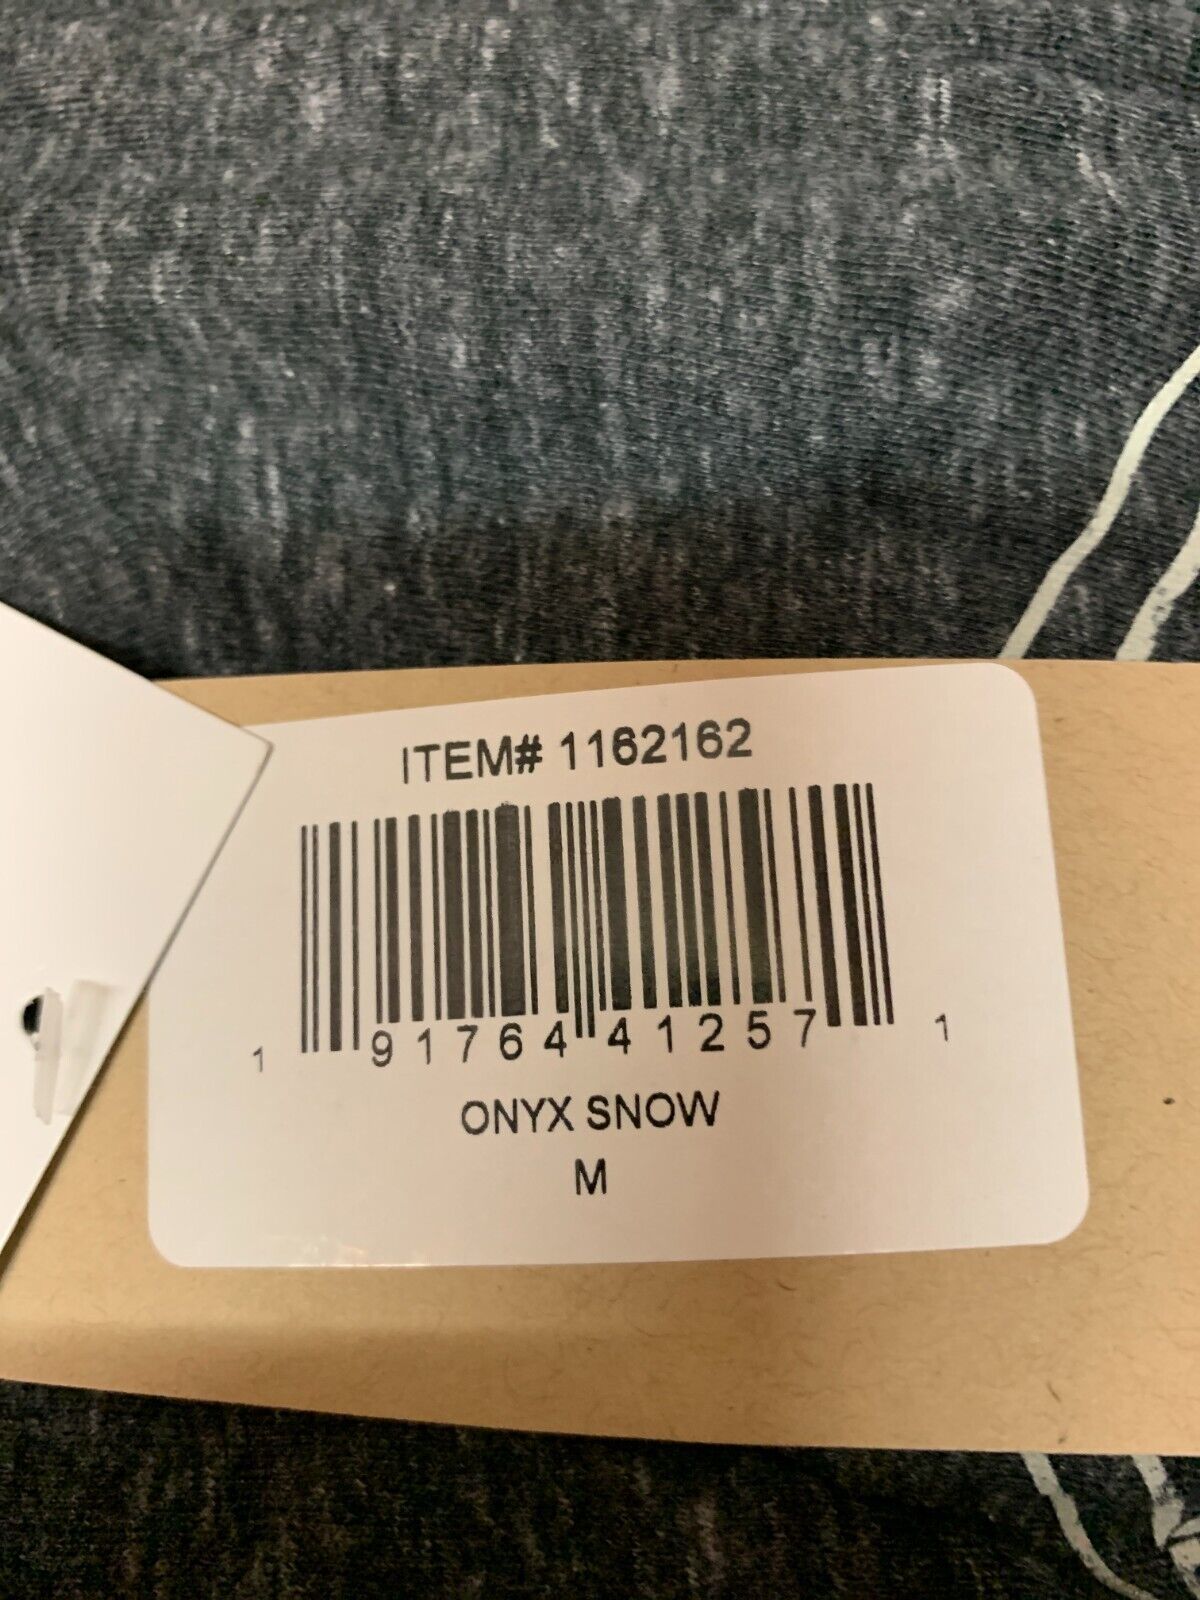 ITEM# 1162162
1 91764 41257 1
ONYX SNOW
M